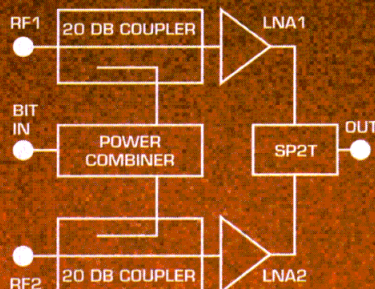 RF1
20 DB COUPLER
LNA1
BIT
IN
POWER
COMBINER
SP2T
OUT
RF2
20 DB COUPLER
LNA2